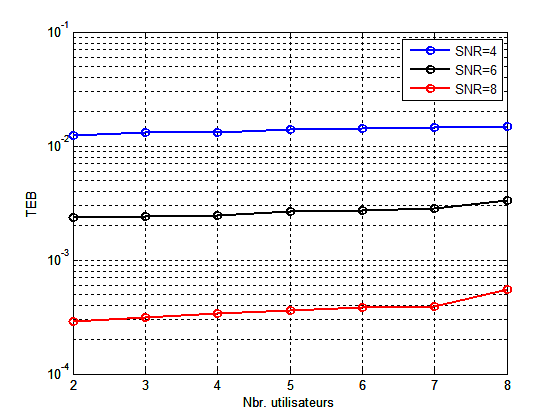 10^-1
10^-2
10^-3
10^-4
TEB
SNR=4
SNR=6
SNR=8
2 3 4 5 6 7 8
Nbr. utilisateurs